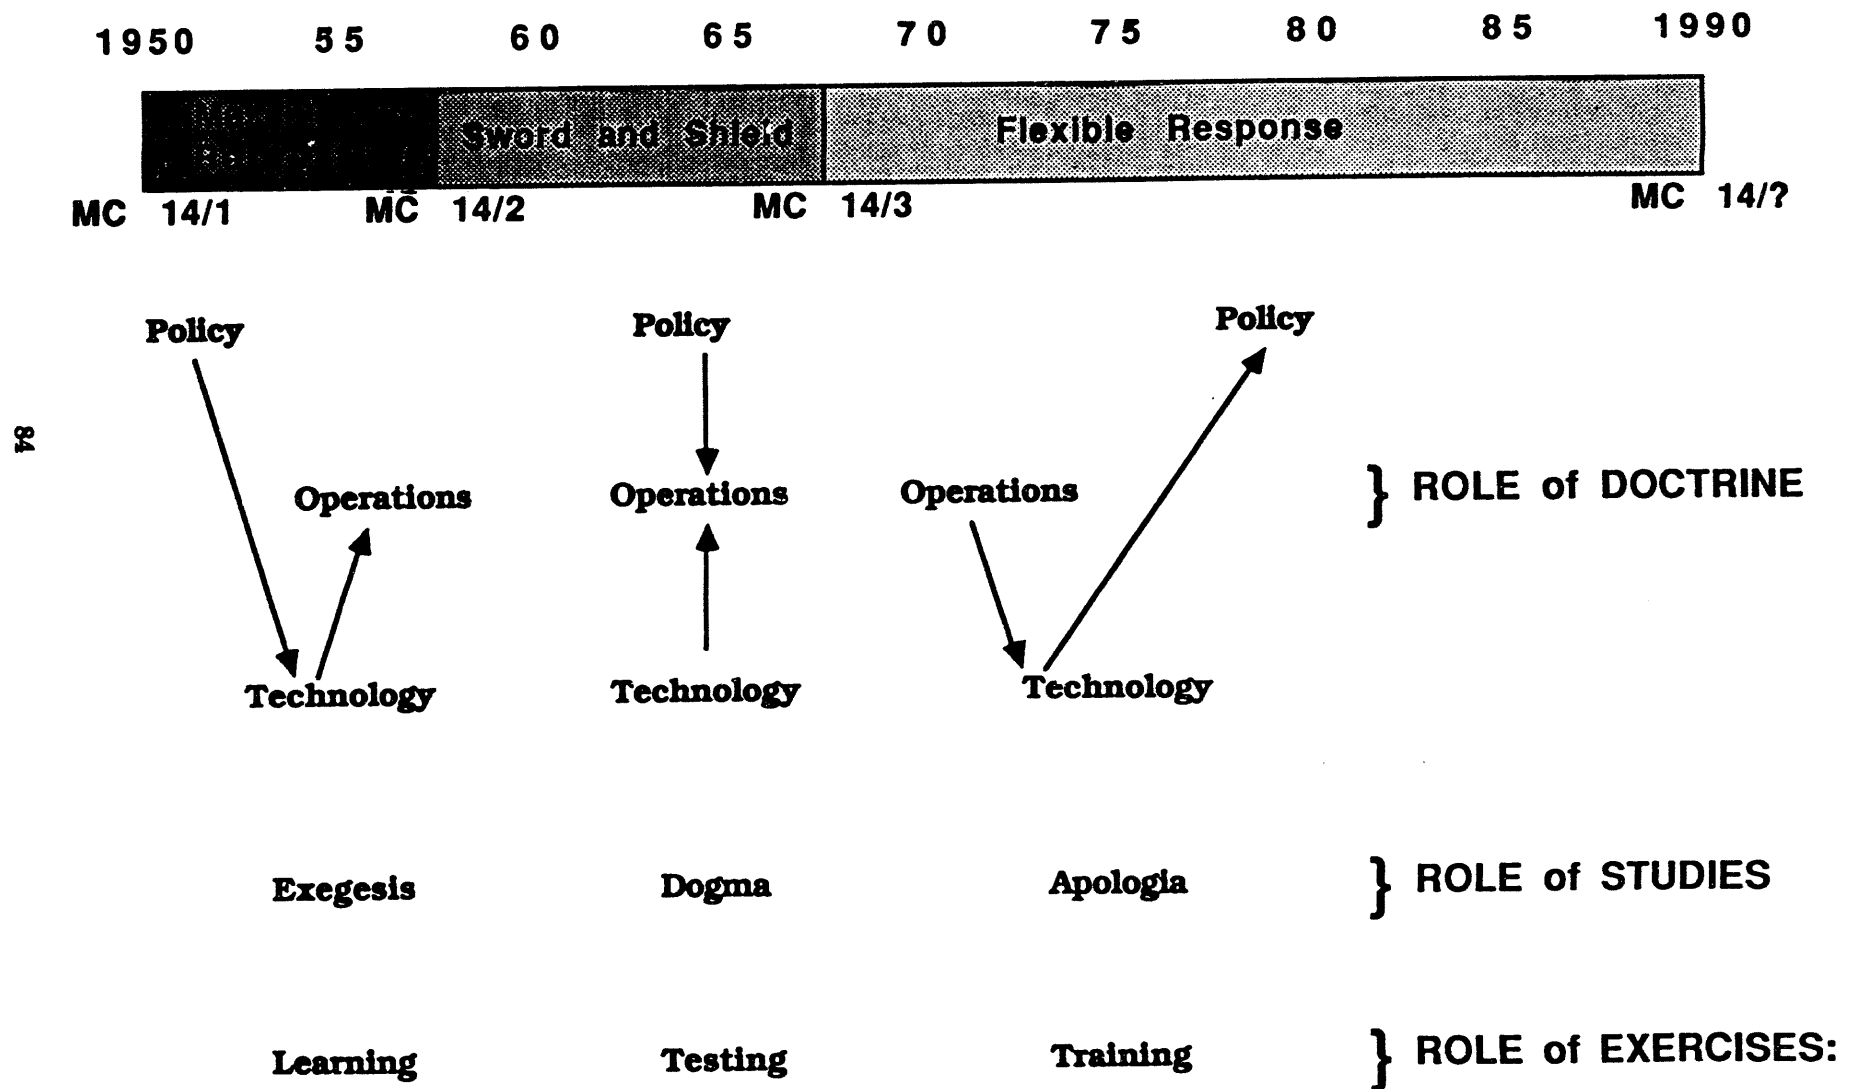 1950 55 60 65 70 75 80 85 1990
Sword and Shield Flexible Response
MC 14/1 MC 14/2 MC 14/3 MC 14/?
Policy Policy Policy
84
Operations Operations Operations } ROLE of DOCTRINE
Technology Technology Technology
Exegesis Dogma Apologia } ROLE of STUDIES
Learning Testing Training } ROLE of EXERCISES: